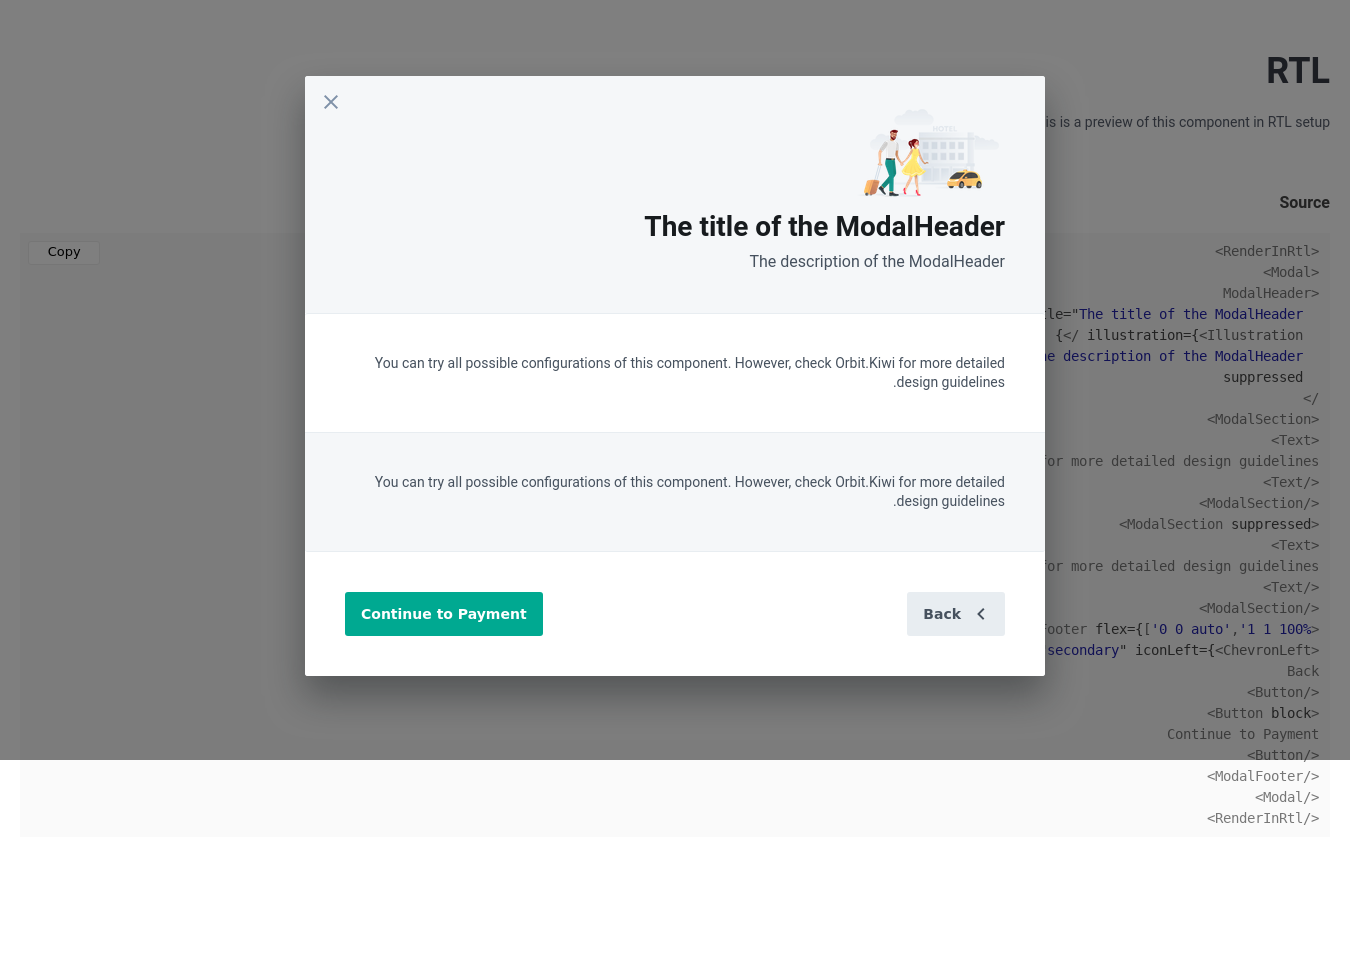 RTL
is is a preview of this component in RTL setup
Source
Copy
<RenderInRtl>
<Modal>
ModalHeader>
tle="The title of the ModalHeader
{</ illustration={<Illustration
he description of the ModalHeader
suppressed
</
<ModalSection>
<Text>
for more detailed design guidelines
<Text/>
<ModalSection/>
<ModalSection suppressed>
<Text>
for more detailed design guidelines
<Text/>
<ModalSection/>
Footer flex={['0 0 auto','1 1 100%>
secondary" iconLeft={<ChevronLeft>
Back
<Button/>
<Button block>
Continue to Payment
<Button/>
<ModalFooter/>
<Modal/>
<RenderInRtl/>
HOTEL
The title of the ModalHeader
The description of the ModalHeader
You can try all possible configurations of this component. However, check Orbit.Kiwi for more detailed
.design guidelines
You can try all possible configurations of this component. However, check Orbit.Kiwi for more detailed
.design guidelines
Continue to Payment
Back